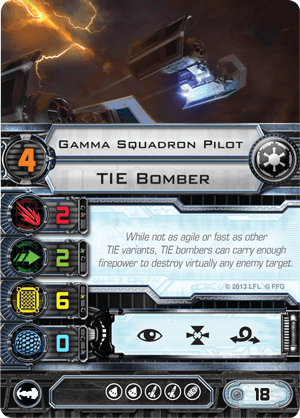 Gamma Squadron Pilot
4
TIE Bomber
2
While not as agile or fast as other
TIE variants, TIE bombers can carry enough
firepower to destroy virtually any enemy target.
2
© 2013 LFL © FFG
6
0
18